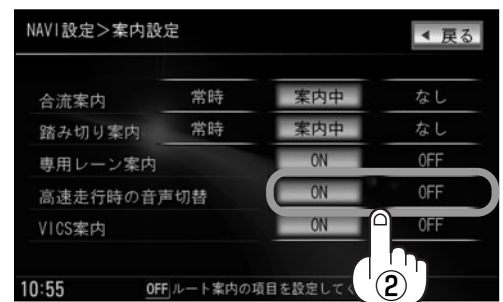 NAVI設定>案内設定 ◀ 戻る
合流案内 常時 案内中 なし
踏み切り案内 常時 案内中 なし
専用レーン案内 ON OFF
高速走行時の音声切替 ON OFF
VICS案内 ON OFF
10:55 OFFルート案内の項目を設定してく
②